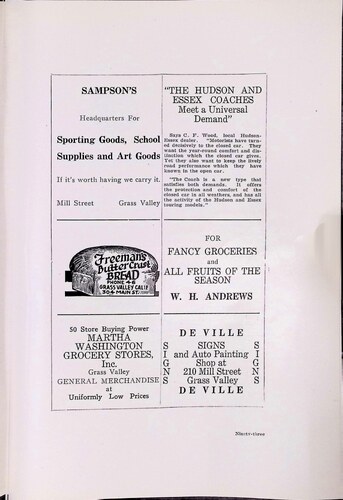 SAMPSON'S
Headquarters For
Sporting Goods, School
Supplies and Art Goods
If it's worth having we carry it.
Mill Street Grass Valley
"THE HUDSON AND
ESSEX COACHES
Meet a Universal
Demand"
Says C. F. Wood, local Hudson-
Essex dealer. "Motorists have turn-
ed decisively to the closed car. They
want the year-round comfort and dis-
tinction which the closed car gives.
Yet they also want to keep the lively
road performance which they have
known in the open car.
"The Coach is a new type that
satisfies both demands. It offers
the protection and comfort of the
closed car in all weathers, and has all
the activity of the Hudson and Essex
touring models."
Freeman's
Butter Crust
BREAD
PHONE 48
GRASS VALLEY CALIF
304 MAIN ST.
FOR
FANCY GROCERIES
and
ALL FRUITS OF THE
SEASON
W. H. ANDREWS
50 Store Buying Power
MARTHA
WASHINGTON
GROCERY STORES,
Inc.
Grass Valley
GENERAL MERCHANDISE
at
Uniformly Low Prices
DE VILLE
S SIGNS S
I and Auto Painting I
G Shop at G
N 210 Mill Street N
S Grass Valley S
DE VILLE
Ninety-three